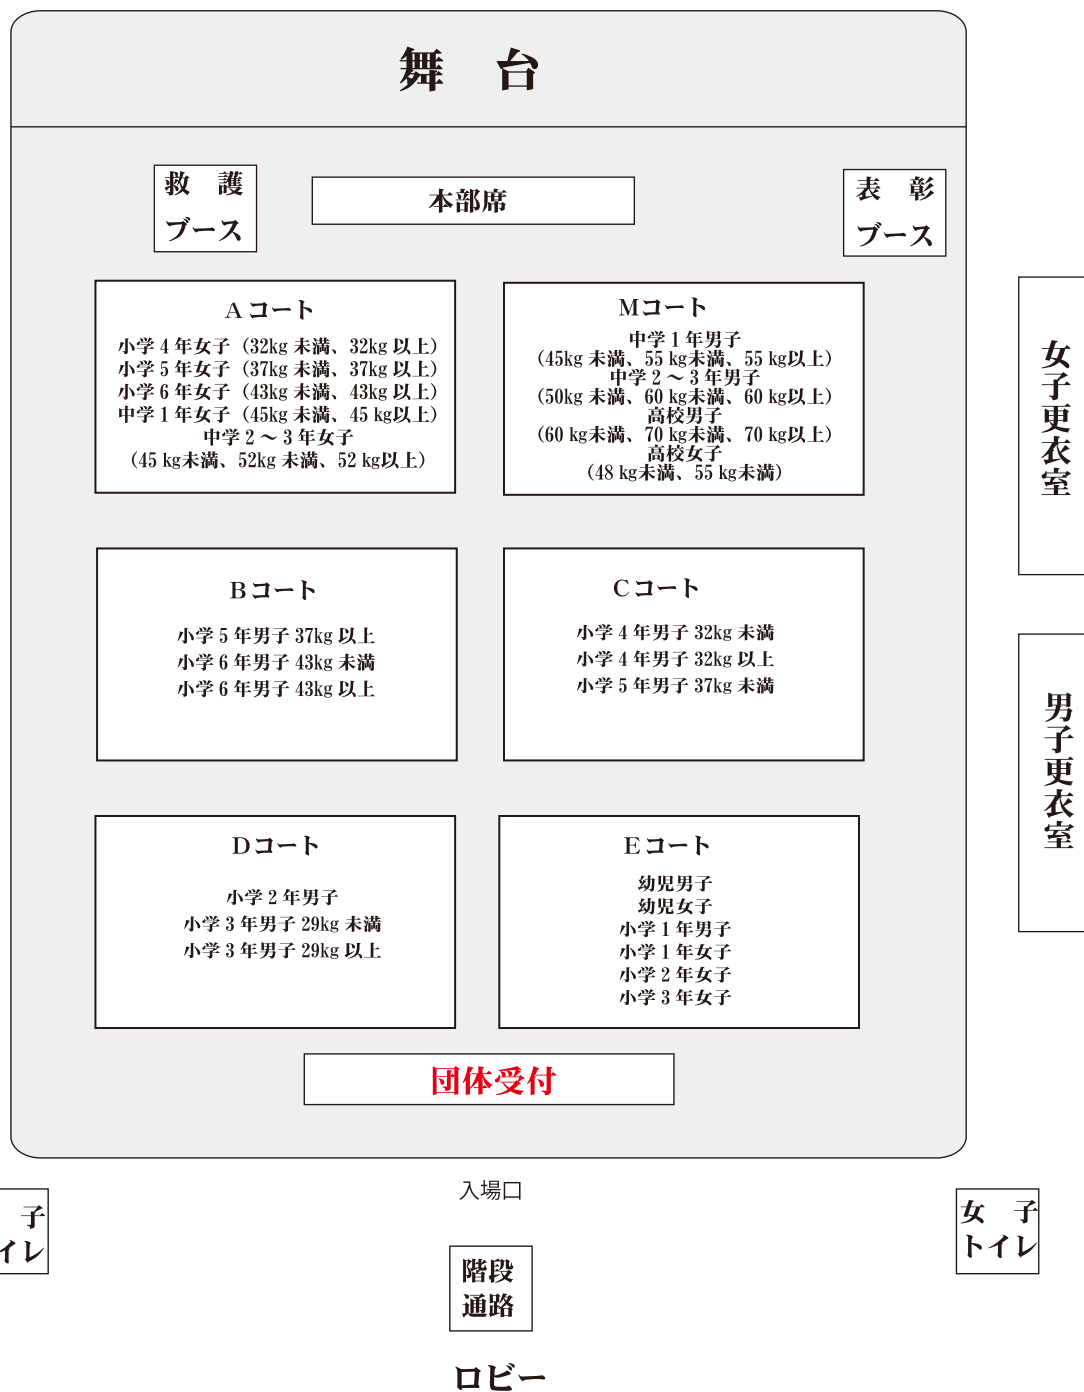 舞　台
救　護
ブース
本部席
表　彰
ブース
Aコート
小学 4 年女子（32kg 未満、32kg 以上）
小学 5 年女子（37kg 未満、37kg 以上）
小学 6 年女子（43kg 未満、43kg 以上）
中学 1 年女子（45kg 未満、45 kg以上）
中学 2 ～ 3 年女子
（45 kg未満、52kg 未満、52 kg以上）
Mコート
中学 1 年男子
（45kg 未満、55 kg未満、55 kg以上）
中学 2 ～ 3 年男子
（50kg 未満、60 kg未満、60 kg以上）
高校男子
（60 kg未満、70 kg未満、70 kg以上）
高校女子
（48 kg未満、55 kg未満）
女子更衣室
Bコート
小学 5 年男子 37kg 以上
小学 6 年男子 43kg 未満
小学 6 年男子 43kg 以上
Cコート
小学 4 年男子 32kg 未満
小学 4 年男子 32kg 以上
小学 5 年男子 37kg 未満
男子更衣室
Dコート
小学 2 年男子
小学 3 年男子 29kg 未満
小学 3 年男子 29kg 以上
Eコート
幼児男子
幼児女子
小学 1 年男子
小学 1 年女子
小学 2 年女子
小学 3 年女子
団体受付
入場口
子
イレ
女　子
トイレ
階段
通路
ロビー